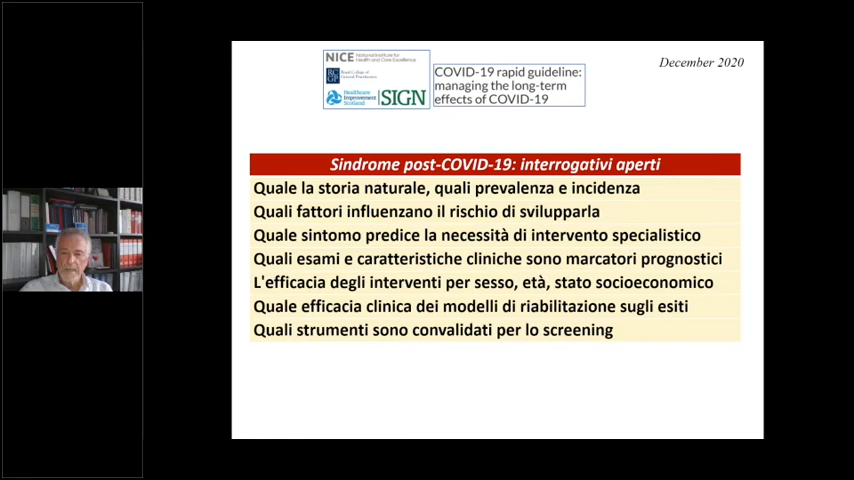 NICE National Institute for Health and Care Excellence
December 2020
RCGP Royal College of General Practitioners
COVID-19 rapid guideline:
managing the long-term
effects of COVID-19
Healthcare Improvement Scotland
SIGN
Sindrome post-COVID-19: interrogativi aperti
Quale la storia naturale, quali prevalenza e incidenza
Quali fattori influenzano il rischio di svilupparla
Quale sintomo predice la necessità di intervento specialistico
Quali esami e caratteristiche cliniche sono marcatori prognostici
L'efficacia degli interventi per sesso, età, stato socioeconomico
Quale efficacia clinica dei modelli di riabilitazione sugli esiti
Quali strumenti sono convalidati per lo screening